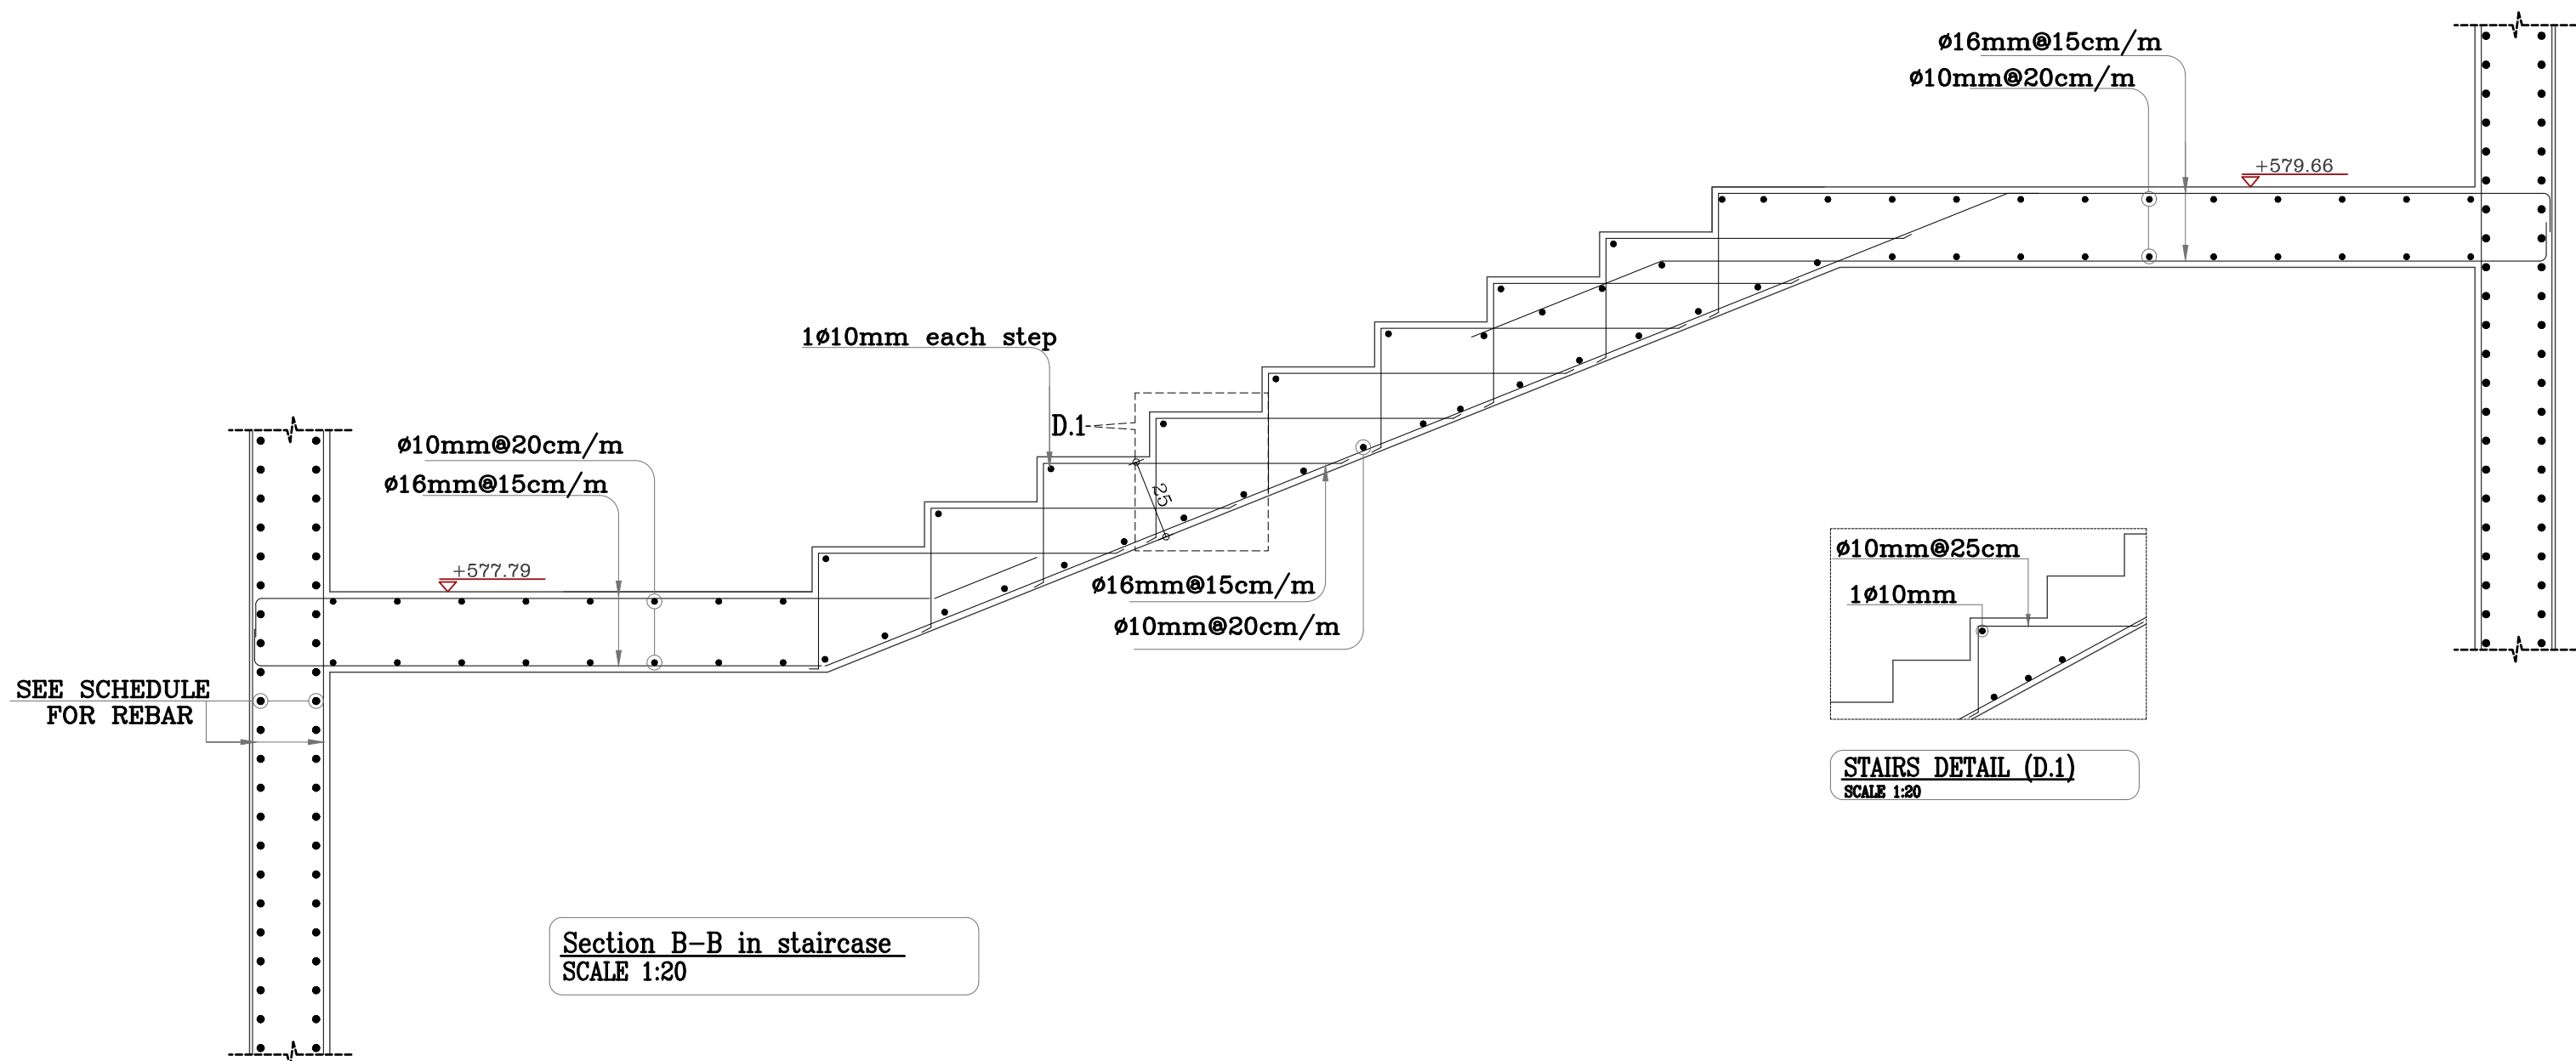 ø16mm@15cm/m
ø10mm@20cm/m
+579.66
1ø10mm each step
D.1
25
ø10mm@20cm/m
ø16mm@15cm/m
+577.79
ø16mm@15cm/m
ø10mm@20cm/m
SEE SCHEDULE
FOR REBAR
ø10mm@25cm
1ø10mm
STAIRS DETAIL (D.1)
SCALE 1:20
Section B-B in staircase
SCALE 1:20